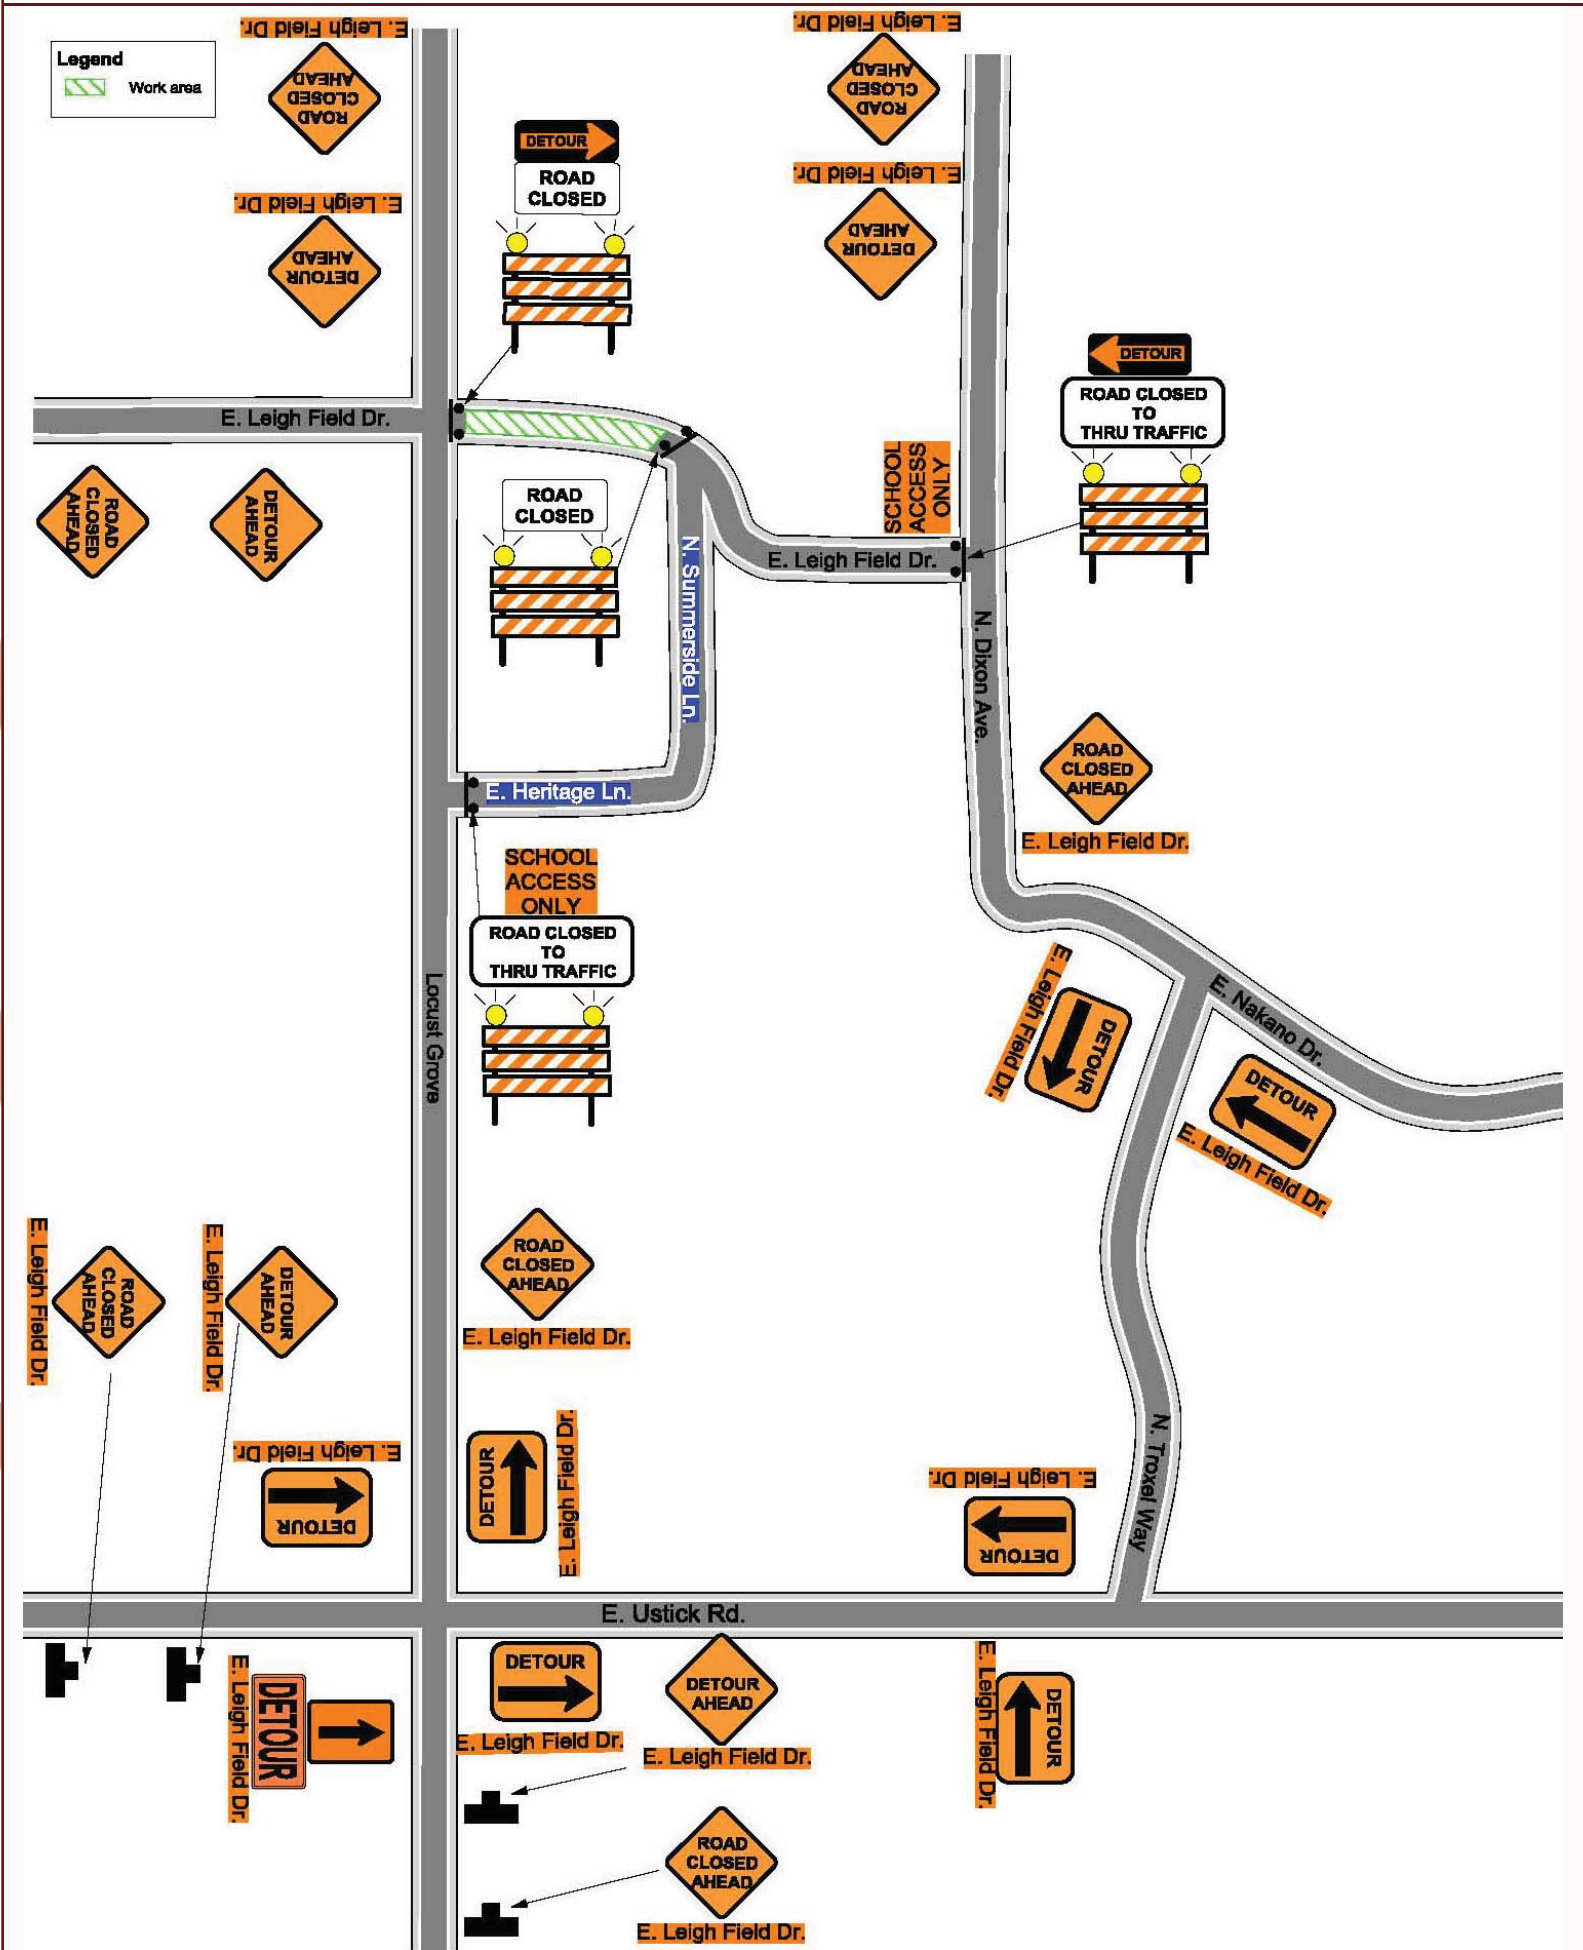 E. Leigh Field Dr.
ROAD
CLOSED
AHEAD
E. Leigh Field Dr.
ROAD
CLOSED
AHEAD
Legend
Work area
DETOUR
ROAD
CLOSED
E. Leigh Field Dr.
DETOUR
AHEAD
E. Leigh Field Dr.
DETOUR
AHEAD
DETOUR
ROAD CLOSED
TO
THRU TRAFFIC
E. Leigh Field Dr.
ROAD
CLOSED
AHEAD
DETOUR
AHEAD
ROAD
CLOSED
SCHOOL
ACCESS
ONLY
N. Summerside Ln.
E. Leigh Field Dr.
N. Dixon Ave.
ROAD
CLOSED
AHEAD
E. Leigh Field Dr.
E. Heritage Ln.
SCHOOL
ACCESS
ONLY
ROAD CLOSED
TO
THRU TRAFFIC
Locust Grove
E. Leigh Field Dr.
DETOUR
E. Nakano Dr.
DETOUR
E. Leigh Field Dr.
E. Leigh Field Dr.
ROAD
CLOSED
AHEAD
E. Leigh Field Dr.
DETOUR
AHEAD
ROAD
CLOSED
AHEAD
E. Leigh Field Dr.
E. Leigh Field Dr.
DETOUR
DETOUR
E. Leigh Field Dr.
E. Leigh Field Dr.
DETOUR
N. Troxel Way
E. Ustick Rd.
E. Leigh Field Dr.
DETOUR
DETOUR
E. Leigh Field Dr.
DETOUR
AHEAD
E. Leigh Field Dr.
E. Leigh Field Dr.
DETOUR
ROAD
CLOSED
AHEAD
E. Leigh Field Dr.